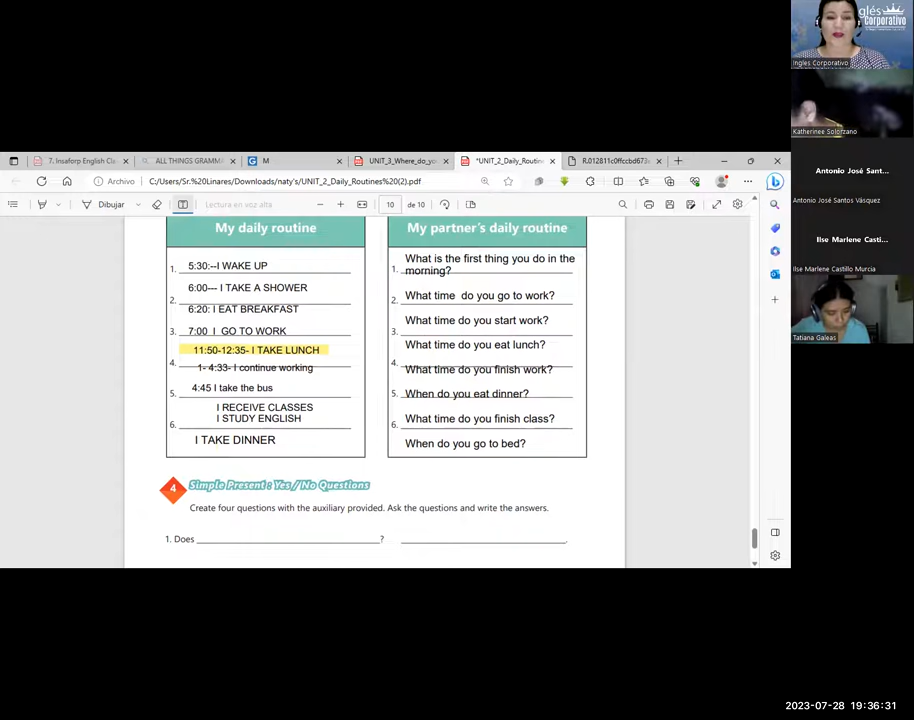 glés
Corporativo
Ingles Corporativo
Katherinee Solorzano
Antonio José Sant...
Antonio José Santos Vásquez
Ilse Marlene Casti...
Ilse Marlene Castillo Murcia
Tatiana Galeas
7. Insaforp English Cla
ALL THINGS GRAMMA
M
UNIT_3_Where_do_yo
*UNIT_2_Daily_Routine
R.012811c0ffccbd673
Archivo
C:/Users/Sr.%20Linares/Downloads/naty's/UNIT_2_Daily_Routines%20(2).pdf
Dibujar
Lectura en voz alta
10
de 10
My daily routine
1. 5:30:--I WAKE UP
6:00--- I TAKE A SHOWER
2.
6:20: I EAT BREAKFAST
3. 7:00 I GO TO WORK
11:50-12:35- I TAKE LUNCH
4.
1- 4:33- I continue working
4:45 I take the bus
5.
I RECEIVE CLASSES
I STUDY ENGLISH
6.
I TAKE DINNER
My partner's daily routine
What is the first thing you do in the
1. morning?
2. What time do you go to work?
What time do you start work?
3.
What time do you eat lunch?
4.
What time do you finish work?
5. When do you eat dinner?
What time do you finish class?
6.
When do you go to bed?
4
Simple Present : Yes / No Questions
Create four questions with the auxiliary provided. Ask the questions and write the answers.
1. Does ? .
2023-07-28 19:36:31